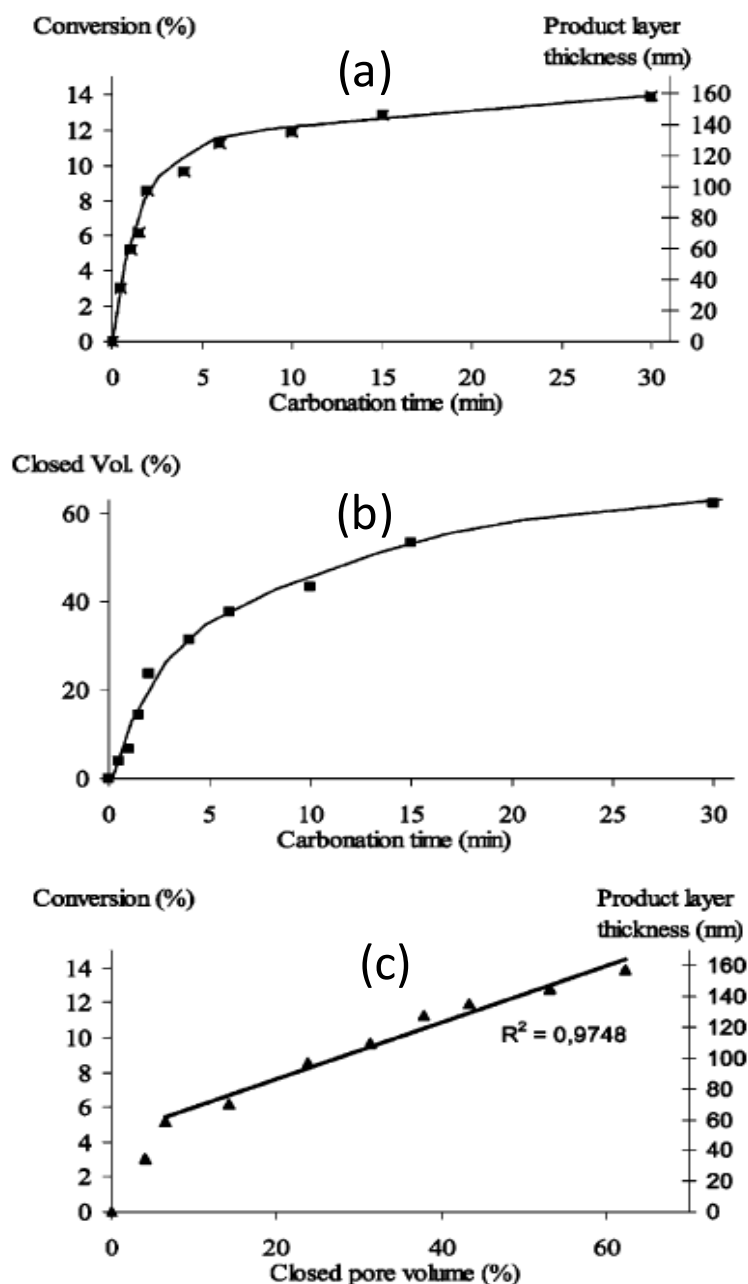 Conversion (%)
Product layer
thickness (nm)
(a)
14
12
10
8
6
4
2
0
160
140
120
100
80
60
40
20
0
0 5 10 15 20 25 30
Carbonation time (min)
Closed Vol. (%)
(b)
60
40
20
0
0 5 10 15 20 25 30
Carbonation time (min)
Conversion (%)
Product layer
thickness (nm)
(c)
14
12
10
8
6
4
2
0
R² = 0,9748
160
140
120
100
80
60
40
20
0
0 20 40 60
Closed pore volume (%)